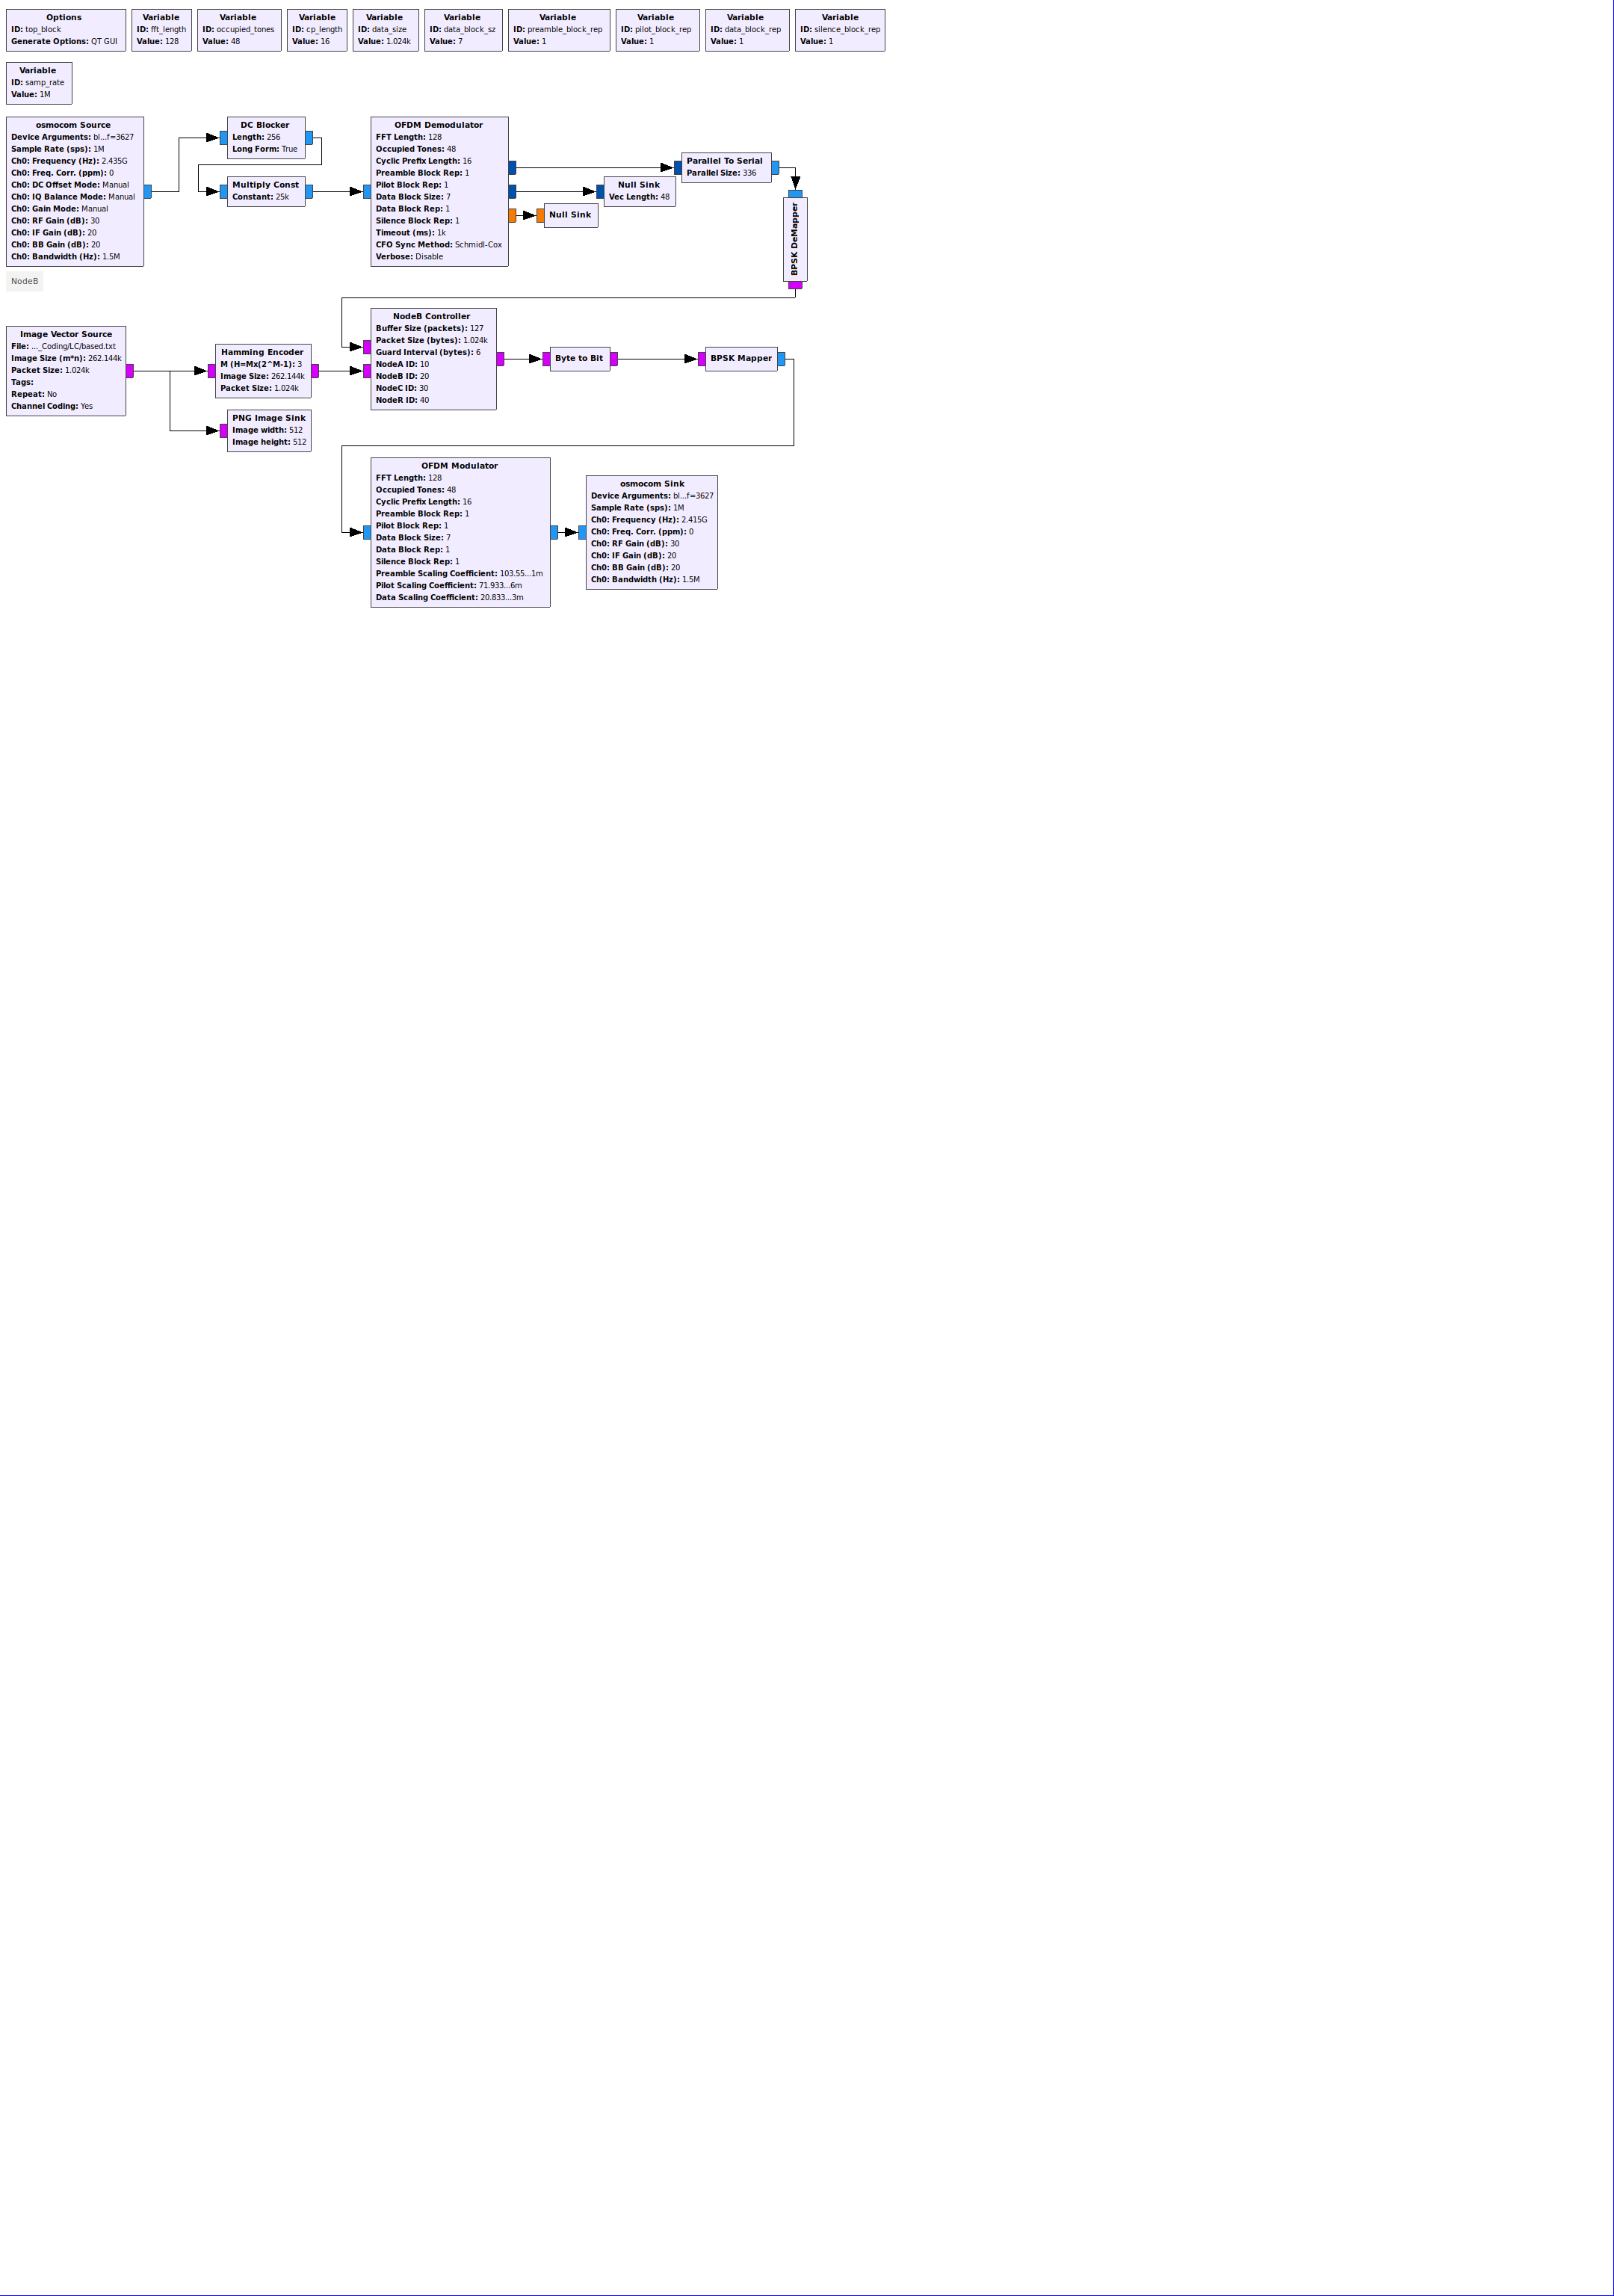 Options
ID: top_block
Generate Options: QT GUI
Variable
ID: fft_length
Value: 128
Variable
ID: occupied_tones
Value: 48
Variable
ID: cp_length
Value: 16
Variable
ID: data_size
Value: 1.024k
Variable
ID: data_block_sz
Value: 7
Variable
ID: preamble_block_rep
Value: 1
Variable
ID: pilot_block_rep
Value: 1
Variable
ID: data_block_rep
Value: 1
Variable
ID: silence_block_rep
Value: 1
Variable
ID: samp_rate
Value: 1M
osmocom Source
Device Arguments: bl...f=3627
Sample Rate (sps): 1M
Ch0: Frequency (Hz): 2.435G
Ch0: Freq. Corr. (ppm): 0
Ch0: DC Offset Mode: Manual
Ch0: IQ Balance Mode: Manual
Ch0: Gain Mode: Manual
Ch0: RF Gain (dB): 30
Ch0: IF Gain (dB): 20
Ch0: BB Gain (dB): 20
Ch0: Bandwidth (Hz): 1.5M
DC Blocker
Length: 256
Long Form: True
Multiply Const
Constant: 25k
OFDM Demodulator
FFT Length: 128
Occupied Tones: 48
Cyclic Prefix Length: 16
Preamble Block Rep: 1
Pilot Block Rep: 1
Data Block Size: 7
Data Block Rep: 1
Silence Block Rep: 1
Timeout (ms): 1k
CFO Sync Method: Schmidl-Cox
Verbose: Disable
Parallel To Serial
Parallel Size: 336
Null Sink
Vec Length: 48
Null Sink
BPSK DeMapper
NodeB
Image Vector Source
File: ..._Coding/LC/based.txt
Image Size (m*n): 262.144k
Packet Size: 1.024k
Tags:
Repeat: No
Channel Coding: Yes
Hamming Encoder
M (H=Mx(2^M-1): 3
Image Size: 262.144k
Packet Size: 1.024k
PNG Image Sink
Image width: 512
Image height: 512
NodeB Controller
Buffer Size (packets): 127
Packet Size (bytes): 1.024k
Guard Interval (bytes): 6
NodeA ID: 10
NodeB ID: 20
NodeC ID: 30
NodeR ID: 40
Byte to Bit
BPSK Mapper
OFDM Modulator
FFT Length: 128
Occupied Tones: 48
Cyclic Prefix Length: 16
Preamble Block Rep: 1
Pilot Block Rep: 1
Data Block Size: 7
Data Block Rep: 1
Silence Block Rep: 1
Preamble Scaling Coefficient: 103.55...1m
Pilot Scaling Coefficient: 71.933...6m
Data Scaling Coefficient: 20.833...3m
osmocom Sink
Device Arguments: bl...f=3627
Sample Rate (sps): 1M
Ch0: Frequency (Hz): 2.415G
Ch0: Freq. Corr. (ppm): 0
Ch0: RF Gain (dB): 30
Ch0: IF Gain (dB): 20
Ch0: BB Gain (dB): 20
Ch0: Bandwidth (Hz): 1.5M